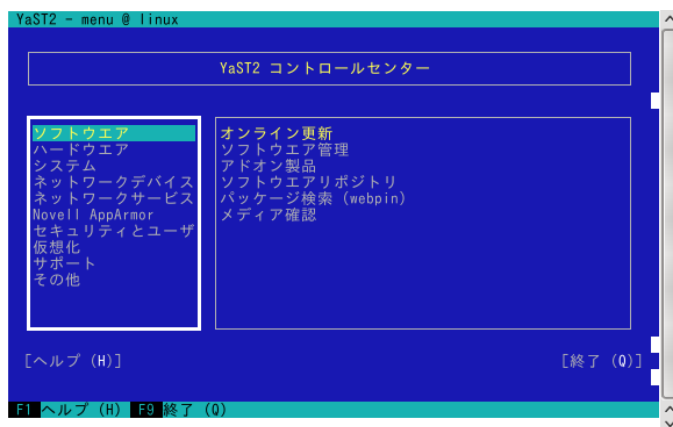 YaST2 - menu @ linux
YaST2 コントロールセンター
ソフトウエア
ハードウエア
システム
ネットワークデバイス
ネットワークサービス
Novell AppArmor
セキュリティとユーザ
仮想化
サポート
その他
オンライン更新
ソフトウエア管理
アドオン製品
ソフトウエアリポジトリ
パッケージ検索 (webpin)
メディア確認
[ヘルプ (H)]
[終了 (Q)]
F1 ヘルプ (H) F9 終了 (Q)